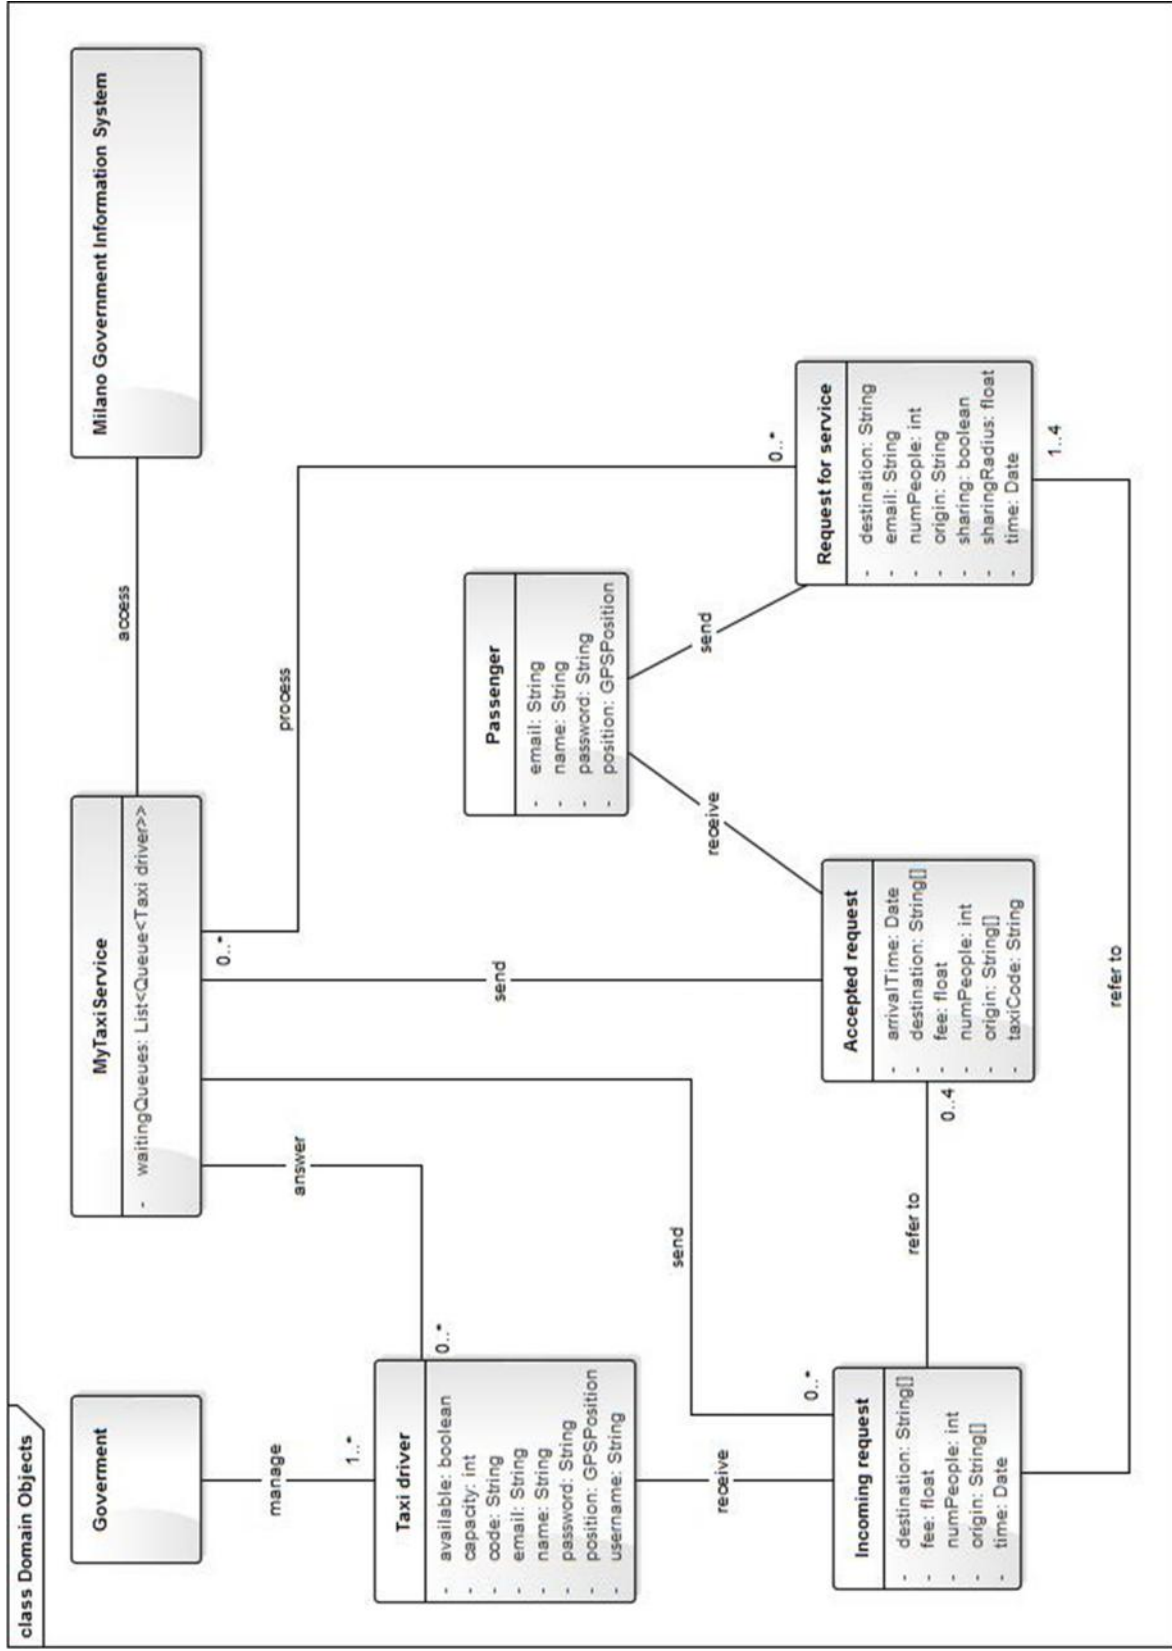 class Domain Objects
Goverment
manage
1..*
Taxi driver
- available: boolean
- capacity: int
- code: String
- email: String
- name: String
- password: String
- position: GPSPosition
- username: String
0..*
receive
answer
MyTaxiService
- waitingQueues: List<Queue<Taxi driver>>
0..*
access
Milano Government Information System
send
0..*
send
process
0..*
Passenger
- email: String
- name: String
- password: String
- position: GPSPosition
receive
send
Incoming request
- destination: String[]
- fee: float
- numPeople: int
- origin: String[]
- time: Date
refer to
0..4
Accepted request
- arrivalTime: Date
- destination: String[]
- fee: float
- numPeople: int
- origin: String[]
- taxiCode: String
Request for service
- destination: String
- email: String
- numPeople: int
- origin: String
- sharing: boolean
- sharingRadius: float
- time: Date
1..4
refer to